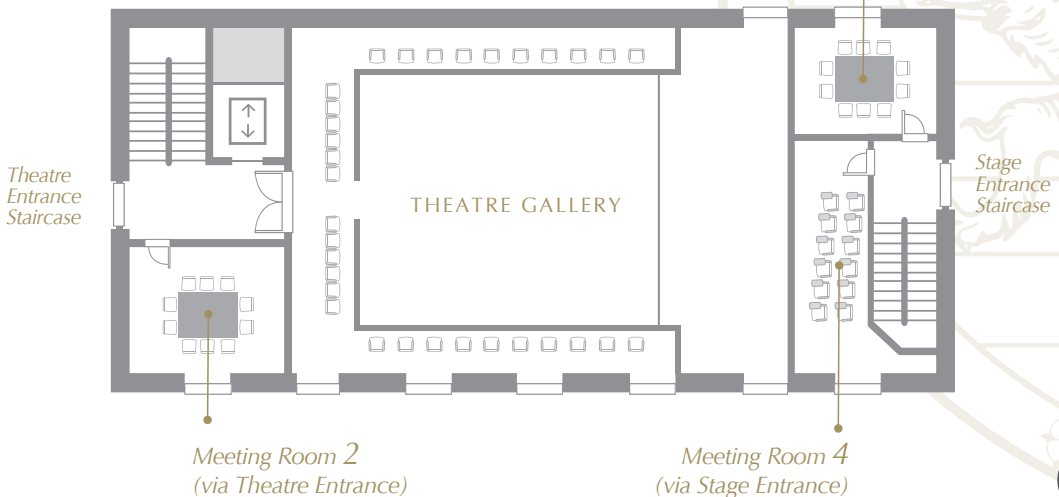 Theatre
Entrance
Staircase
THEATRE GALLERY
Stage
Entrance
Staircase
Meeting Room 2
(via Theatre Entrance)
Meeting Room 4
(via Stage Entrance)